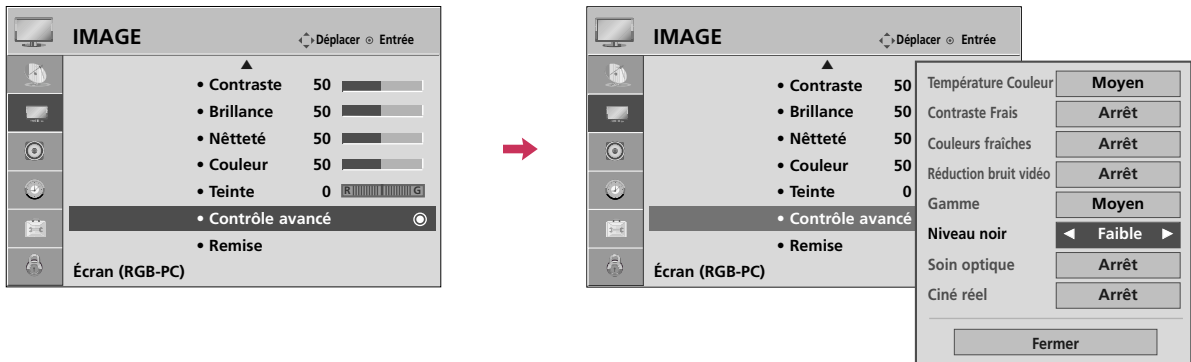 IMAGE
Déplacer Entrée
• Contraste 50
• Brillance 50
• Nêtteté 50
• Couleur 50
• Teinte 0 R G
• Contrôle avancé
• Remise
Écran (RGB-PC)
IMAGE
Déplacer Entrée
• Contraste 50
• Brillance 50
• Nêtteté 50
• Couleur 50
• Teinte 0
• Contrôle avancé
• Remise
Écran (RGB-PC)
Température Couleur Moyen
Contraste Frais Arrêt
Couleurs fraîches Arrêt
Réduction bruit vidéo Arrêt
Gamme Moyen
Niveau noir ◄ Faible ►
Soin optique Arrêt
Ciné réel Arrêt
Fermer